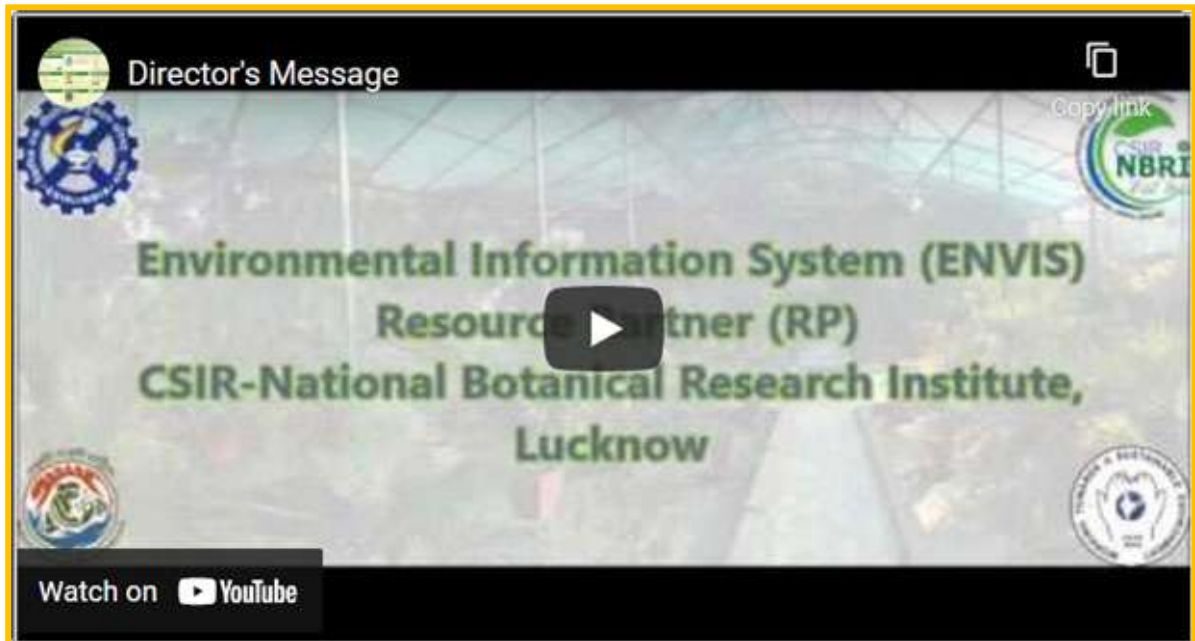 Director's Message
Copy link
CSIR
NBRI
Environmental Information System (ENVIS)
Resource Partner (RP)
CSIR-National Botanical Research Institute,
Lucknow
Watch on YouTube